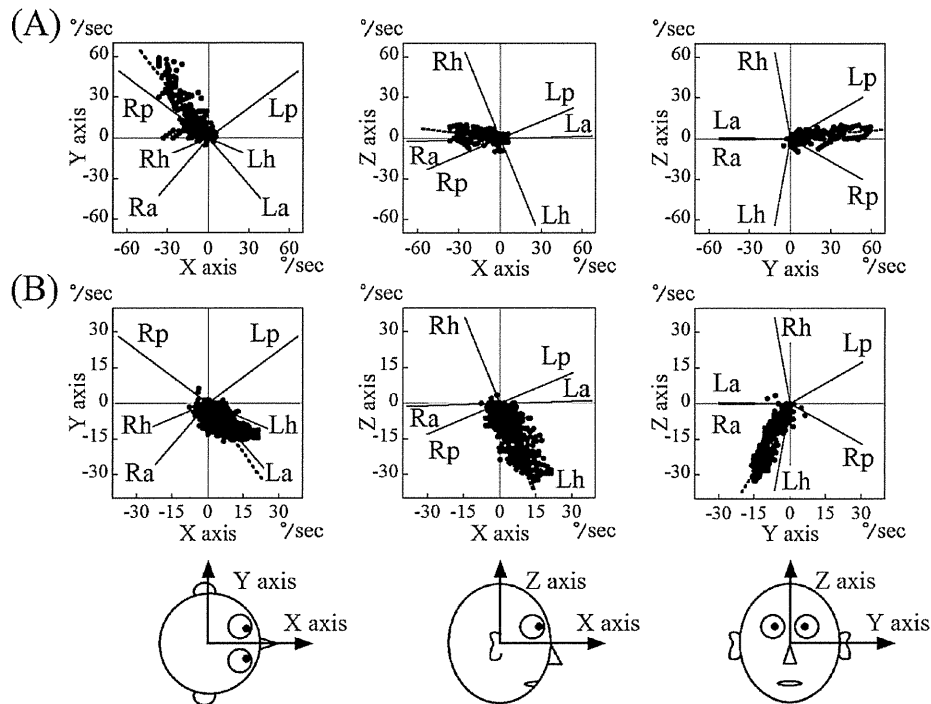 (A)
°/sec
°/sec
°/sec
60
30
0
-30
-60
Y axis
Rp
Lp
Rh
Lh
Ra
La
-60 -30 0 30 60
X axis
°/sec
60
30
0
-30
-60
Z axis
Rh
Lp
La
Ra
Rp
Lh
-60 -30 0 30 60
X axis
°/sec
60
30
0
-30
-60
Z axis
Rh
Lp
La
Ra
Rp
Lh
-60 -30 0 30 60
Y axis
°/sec
(B)
°/sec
°/sec
°/sec
30
15
0
-15
-30
Y axis
Rp
Lp
Rh
Lh
Ra
La
-30 -15 0 15 30
X axis
°/sec
30
15
0
-15
-30
Z axis
Rh
Lp
La
Ra
Rp
Lh
-30 -15 0 15 30
X axis
°/sec
30
15
0
-15
-30
Z axis
Rh
Lp
La
Ra
Rp
Lh
-30 -15 0 15 30
Y axis
°/sec
Y axis
X axis
Z axis
X axis
Z axis
Y axis